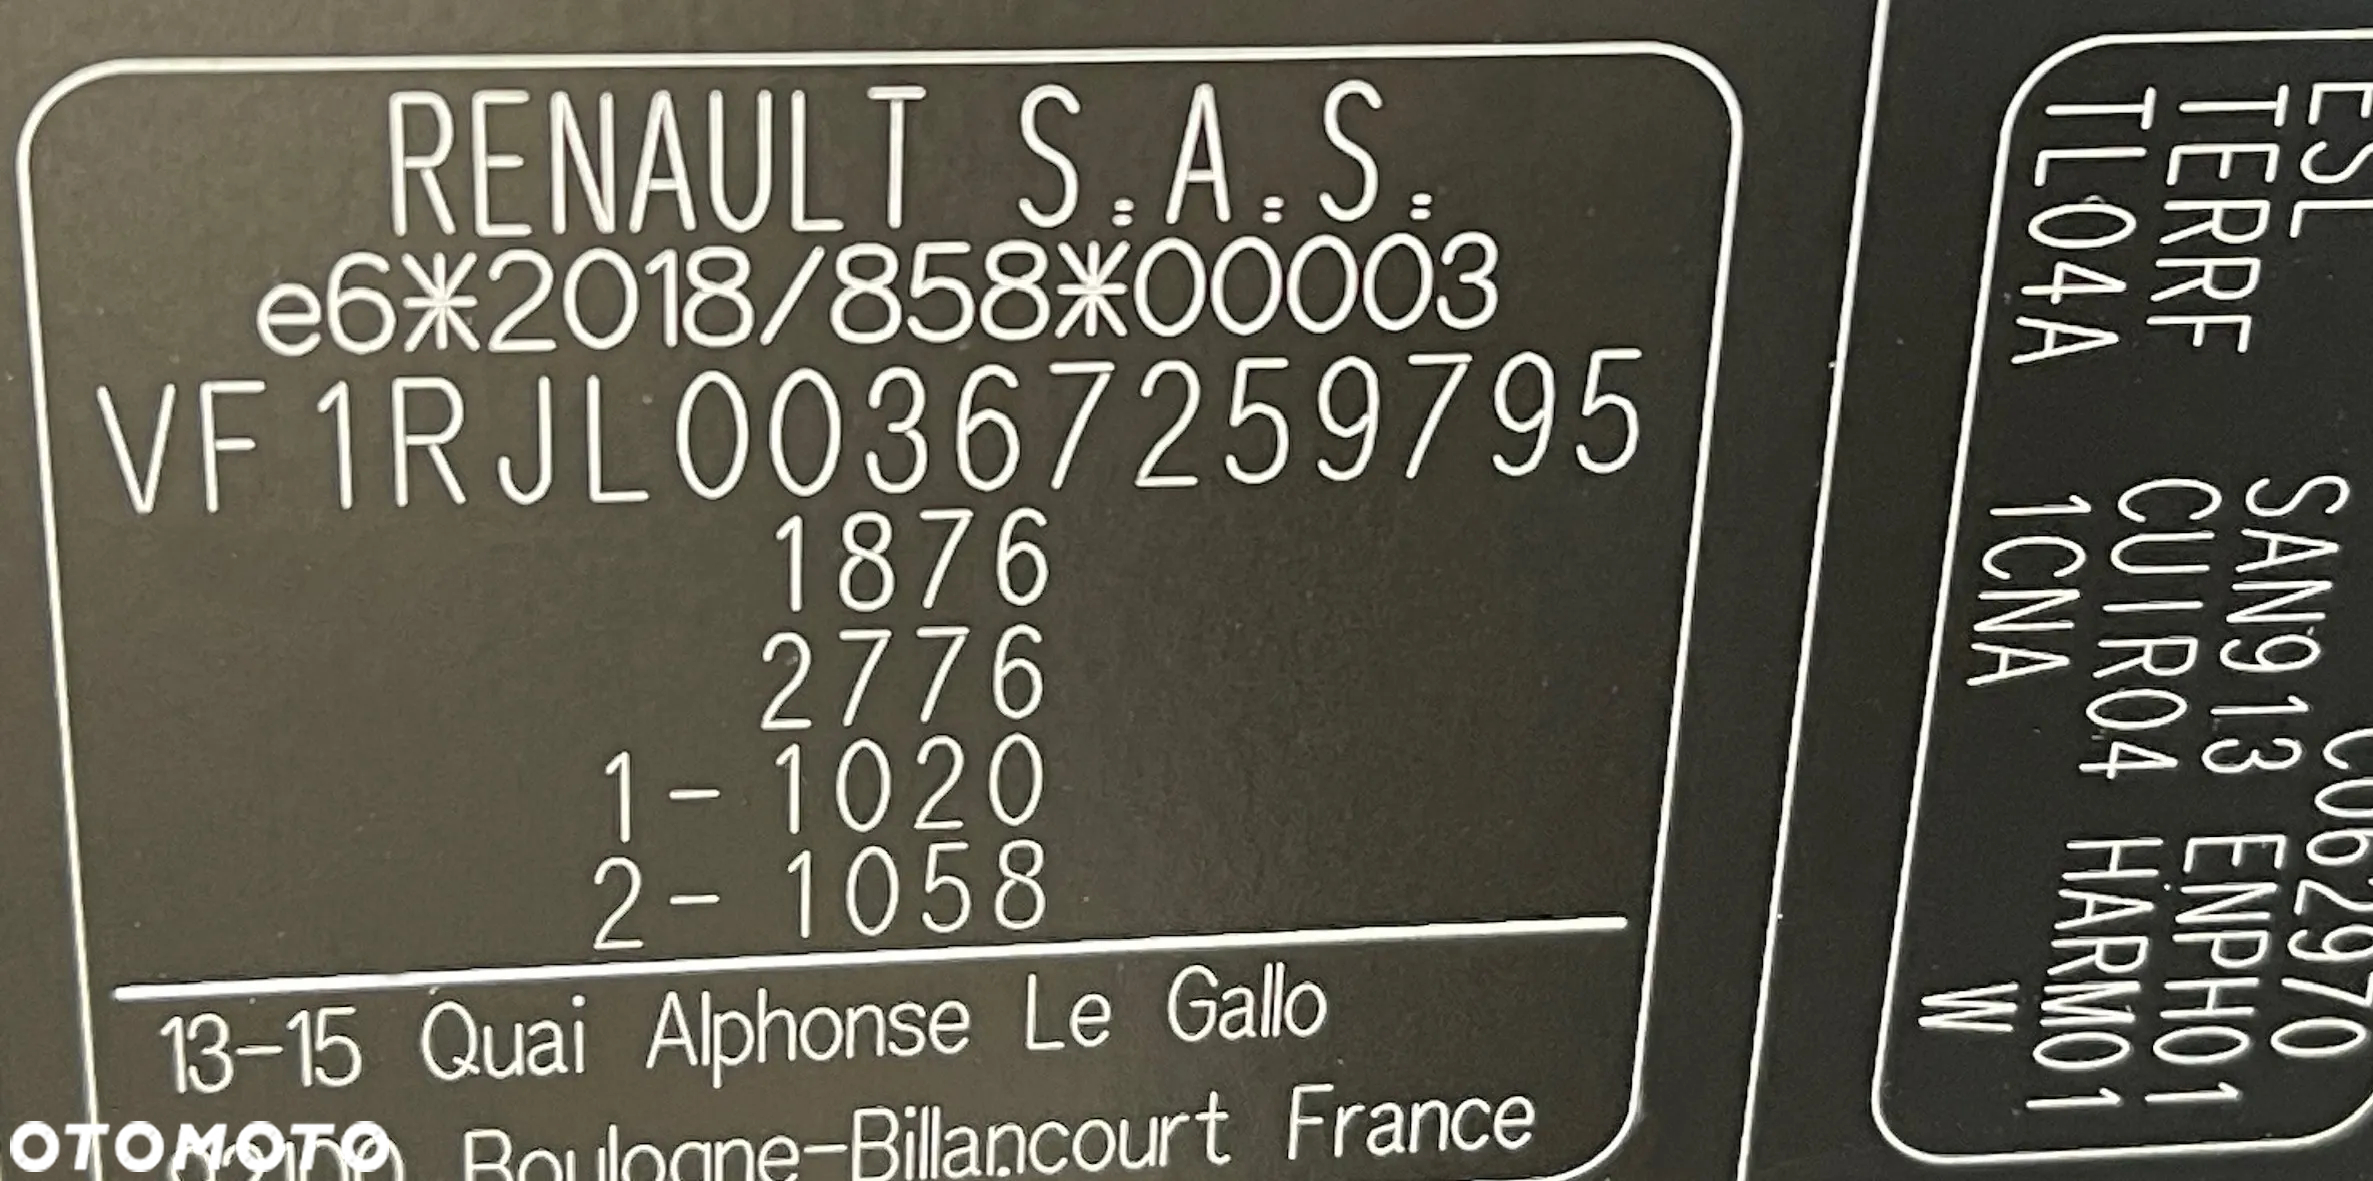 RENAULT S.A.S.
e6*2018/858*00003
VF1RJL00367259795
1876
2776
1- 1020
2- 1058
13-15 Quai Alphonse Le Gallo
Boulogne-Billancourt France
OTOMOTO
ESL SAN913 ENPH01
TERRF CUIR04 HARM01
TL04A 1CNA W